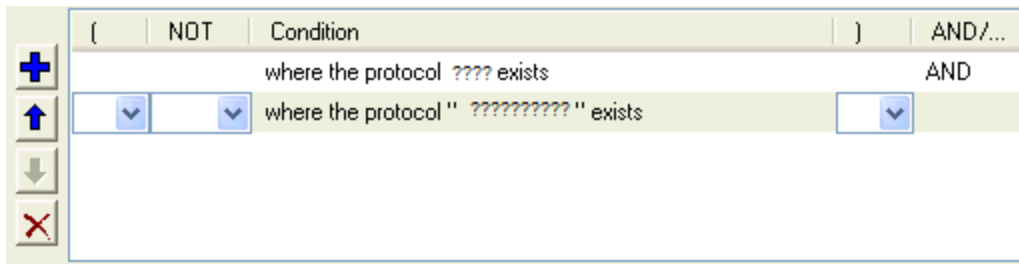 ( NOT Condition ) AND/...
where the protocol ???? exists AND
where the protocol " ?????????? " exists